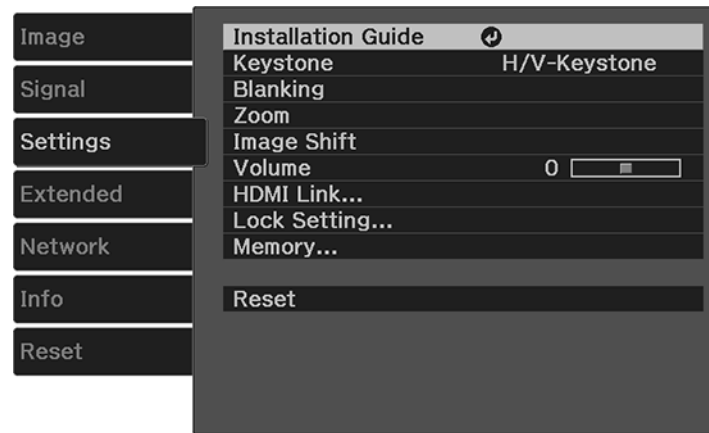 Image
Signal
Settings
Extended
Network
Info
Reset
Installation Guide
Keystone H/V-Keystone
Blanking
Zoom
Image Shift
Volume 0
HDMI Link...
Lock Setting...
Memory...
Reset